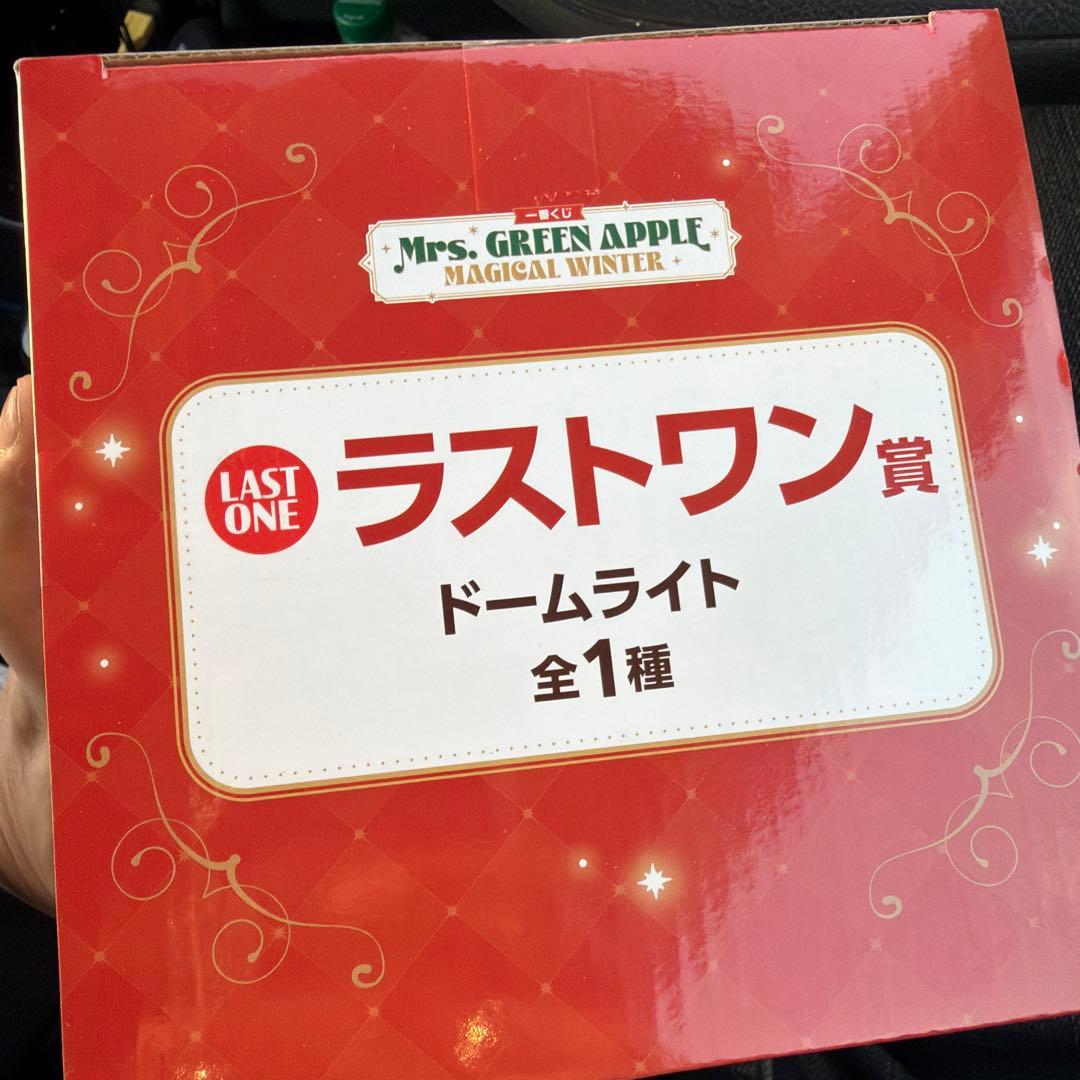 一番くじ
Mrs. GREEN APPLE
MAGICAL WINTER
LAST
ONE
ラストワン賞
ドームライト
全1種